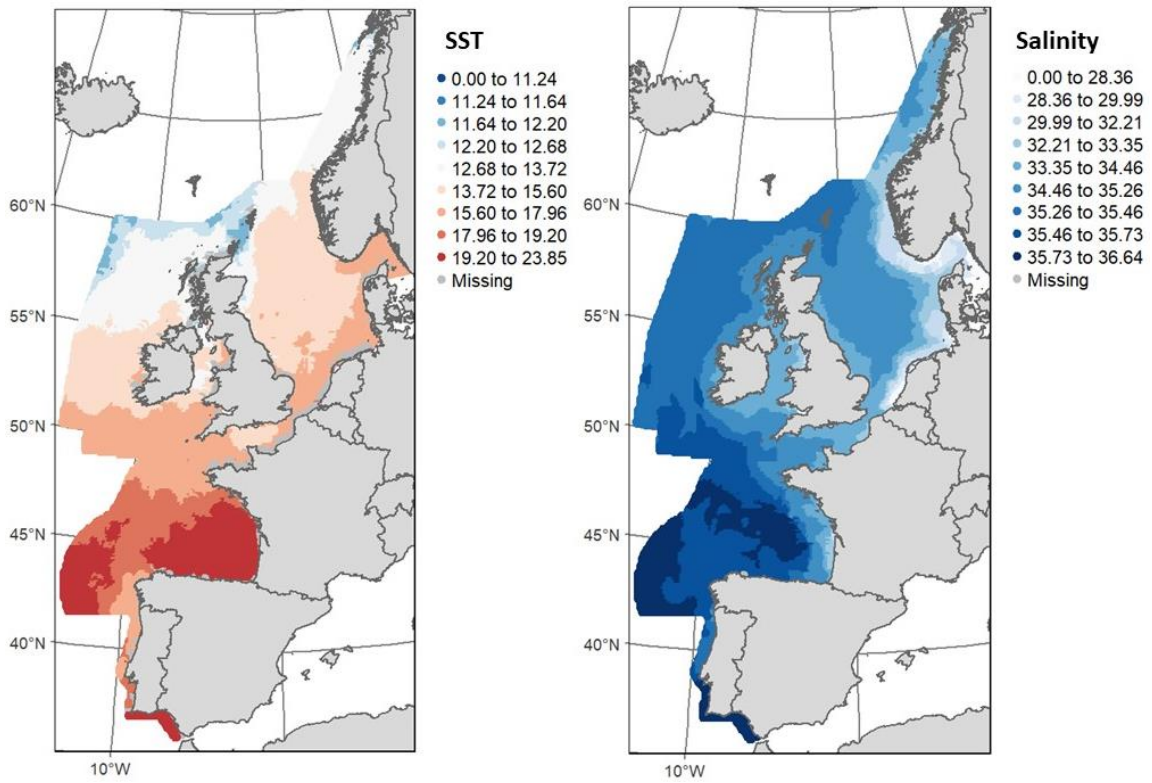 SST
0.00 to 11.24
11.24 to 11.64
11.64 to 12.20
12.20 to 12.68
12.68 to 13.72
13.72 to 15.60
15.60 to 17.96
17.96 to 19.20
19.20 to 23.85
Missing
60°N
55°N
50°N
45°N
40°N
10°W
Salinity
0.00 to 28.36
28.36 to 29.99
29.99 to 32.21
32.21 to 33.35
33.35 to 34.46
34.46 to 35.26
35.26 to 35.46
35.46 to 35.73
35.73 to 36.64
Missing
60°N
55°N
50°N
45°N
40°N
10°W